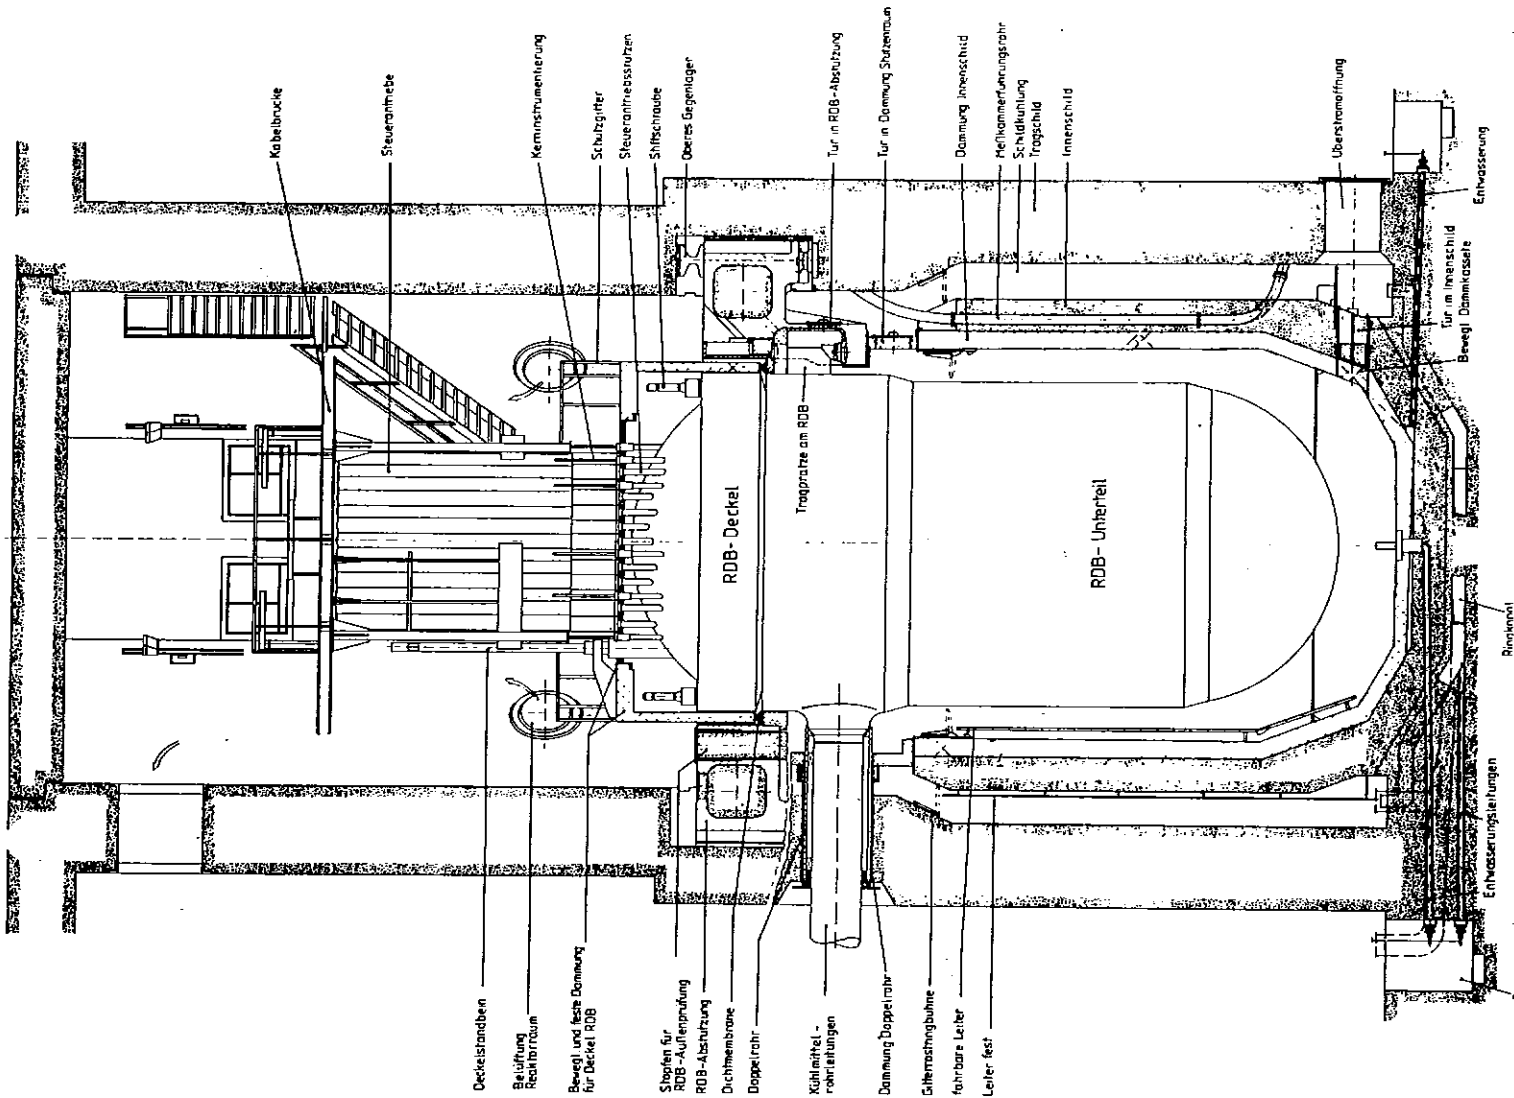 Kabelbrücke
Steuerantriebe
Kerninstrumentierung
Schutzgitter
Steuerantriebsstutzen
Stiftschraube
Oberes Gegenlager
Tür in RDB-Abstützung
Tür in Dämmung Stutzenraum
Dämmung Innenschild
Meßkammerführungsrohr
Schildkühlung
Tragschild
Innenschild
Überströmöffnung
Entwässerung
Tür im Innenschild
Bewegl Dämmkassette
Tragpratze am RDB
RDB-Deckel
RDB-Unterteil
Deckelstandbein
Belüftung
Reaktorraum
Bewegl. und feste Dämmung
für Deckel RDB
Stopfen für
RDB-Außenprüfung
RDB-Abstützung
Dichtmembrane
Doppelrohr
Kühlmittel-
rohrleitungen
Dämmung Doppelrohr
Gitterrostringbühne
fahrbare Leiter
Leiter fest
Entwässerungsleitungen
Ringkanal